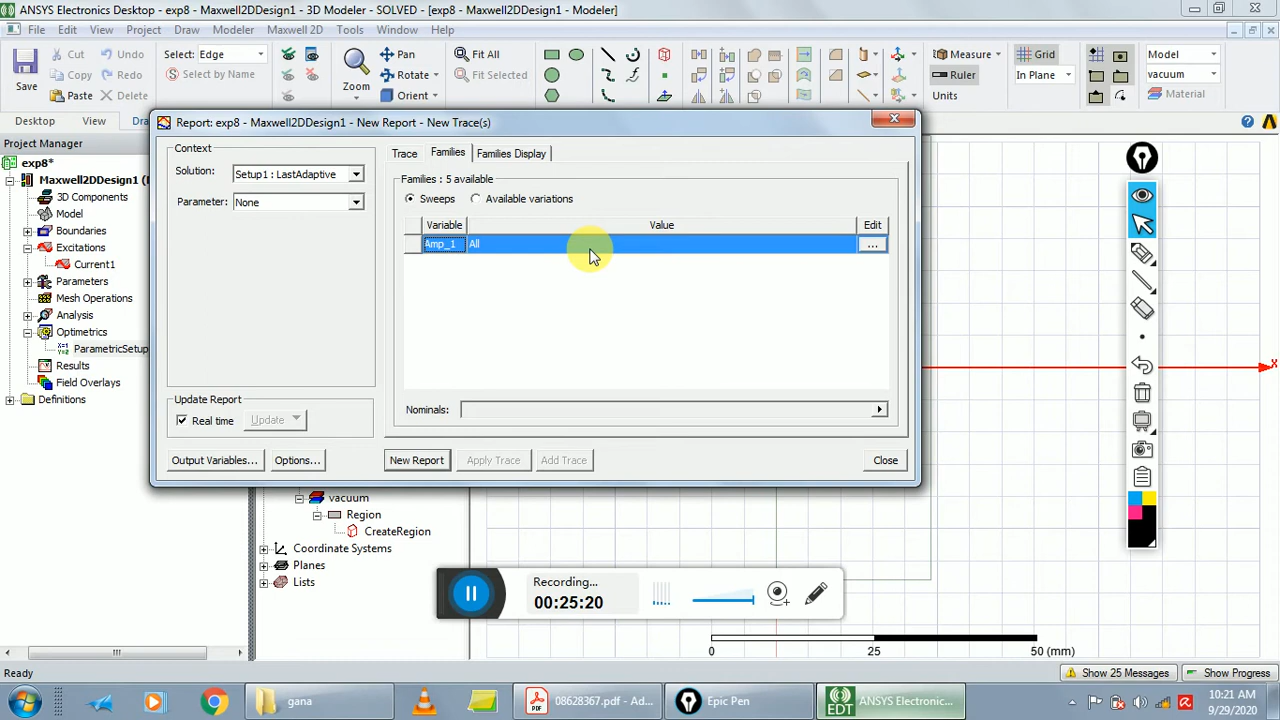 ANSYS Electronics Desktop - exp8 - Maxwell2DDesign1 - 3D Modeler - SOLVED - [exp8 - Maxwell2DDesign1 - Modeler]
File Edit View Project Draw Modeler Maxwell 2D Tools Window Help
Save
Cut
Copy
Paste
Undo
Redo
Delete
Select: Edge
Select by Name
Zoom
Pan
Rotate
Orient
Fit All
Fit Selected
Measure
Ruler
Units
Grid
In Plane
Model
vacuum
Material
Desktop View
Project Manager
exp8*
Maxwell2DDesign1
3D Components
Model
Boundaries
Excitations
Current1
Parameters
Mesh Operations
Analysis
Optimetrics
ParametricSetup
Results
Field Overlays
Definitions
Report: exp8 - Maxwell2DDesign1 - New Report - New Trace(s)
Context
Solution: Setup1 : LastAdaptive
Parameter: None
Update Report
Real time Update
Output Variables... Options...
Trace Families Families Display
Families : 5 available
Sweeps Available variations
Variable Value Edit
Amp_1 All ...
Nominals:
New Report Apply Trace Add Trace Close
X
vacuum
Region
CreateRegion
Coordinate Systems
Planes
Lists
Recording...
00:25:20
0 25 50 (mm)
Ready
Show 25 Messages Show Progress
gana
08628367.pdf - Ad...
Epic Pen
EDT
ANSYS Electronic...
10:21 AM
9/29/2020